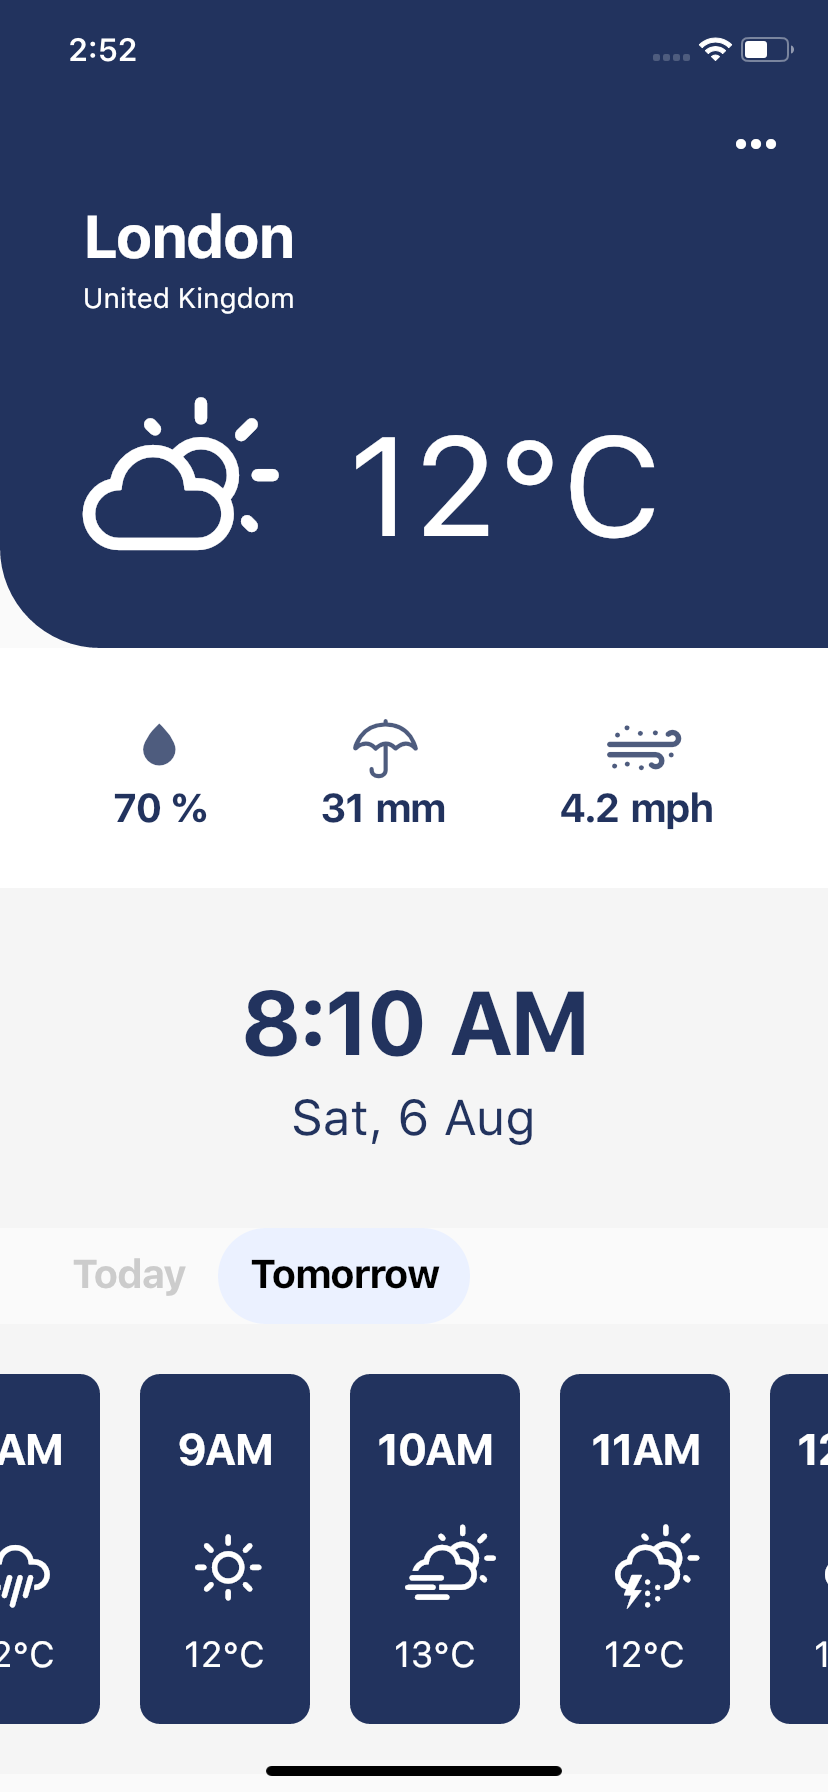 2:52
London
United Kingdom
12°C
70 %
31 mm
4.2 mph
8:10 AM
Sat, 6 Aug
Today
Tomorrow
AM
9AM
10AM
11AM
12
2°C
12°C
13°C
12°C
1